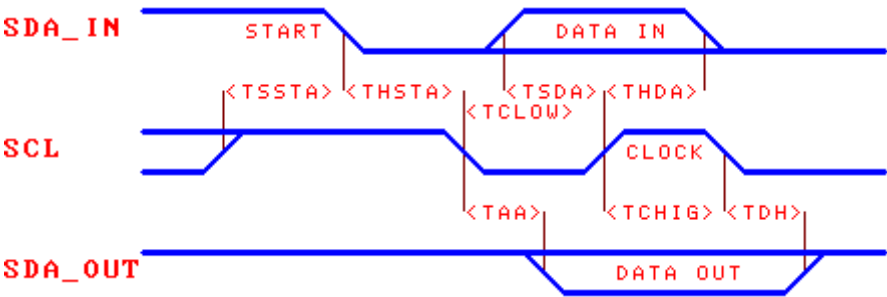 SDA_IN START DATA IN
<TSSTA> <THSTA> <TSDA> <THDA>
<TCLOW>
SCL CLOCK
<TAA> <TCHIG> <TDH>
SDA_OUT DATA OUT